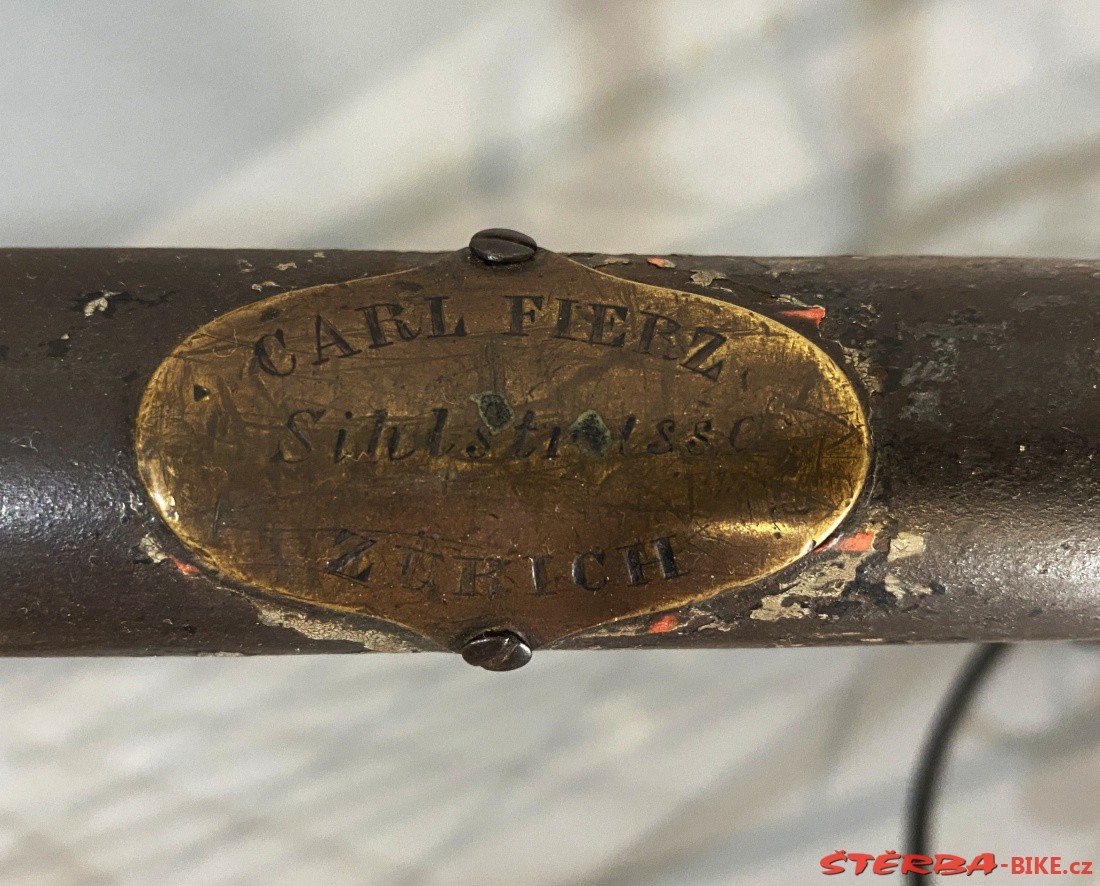 CARL FIERZ
Sihlstrasse
ZÜRICH
ŠTĚRBA-BIKE.cz